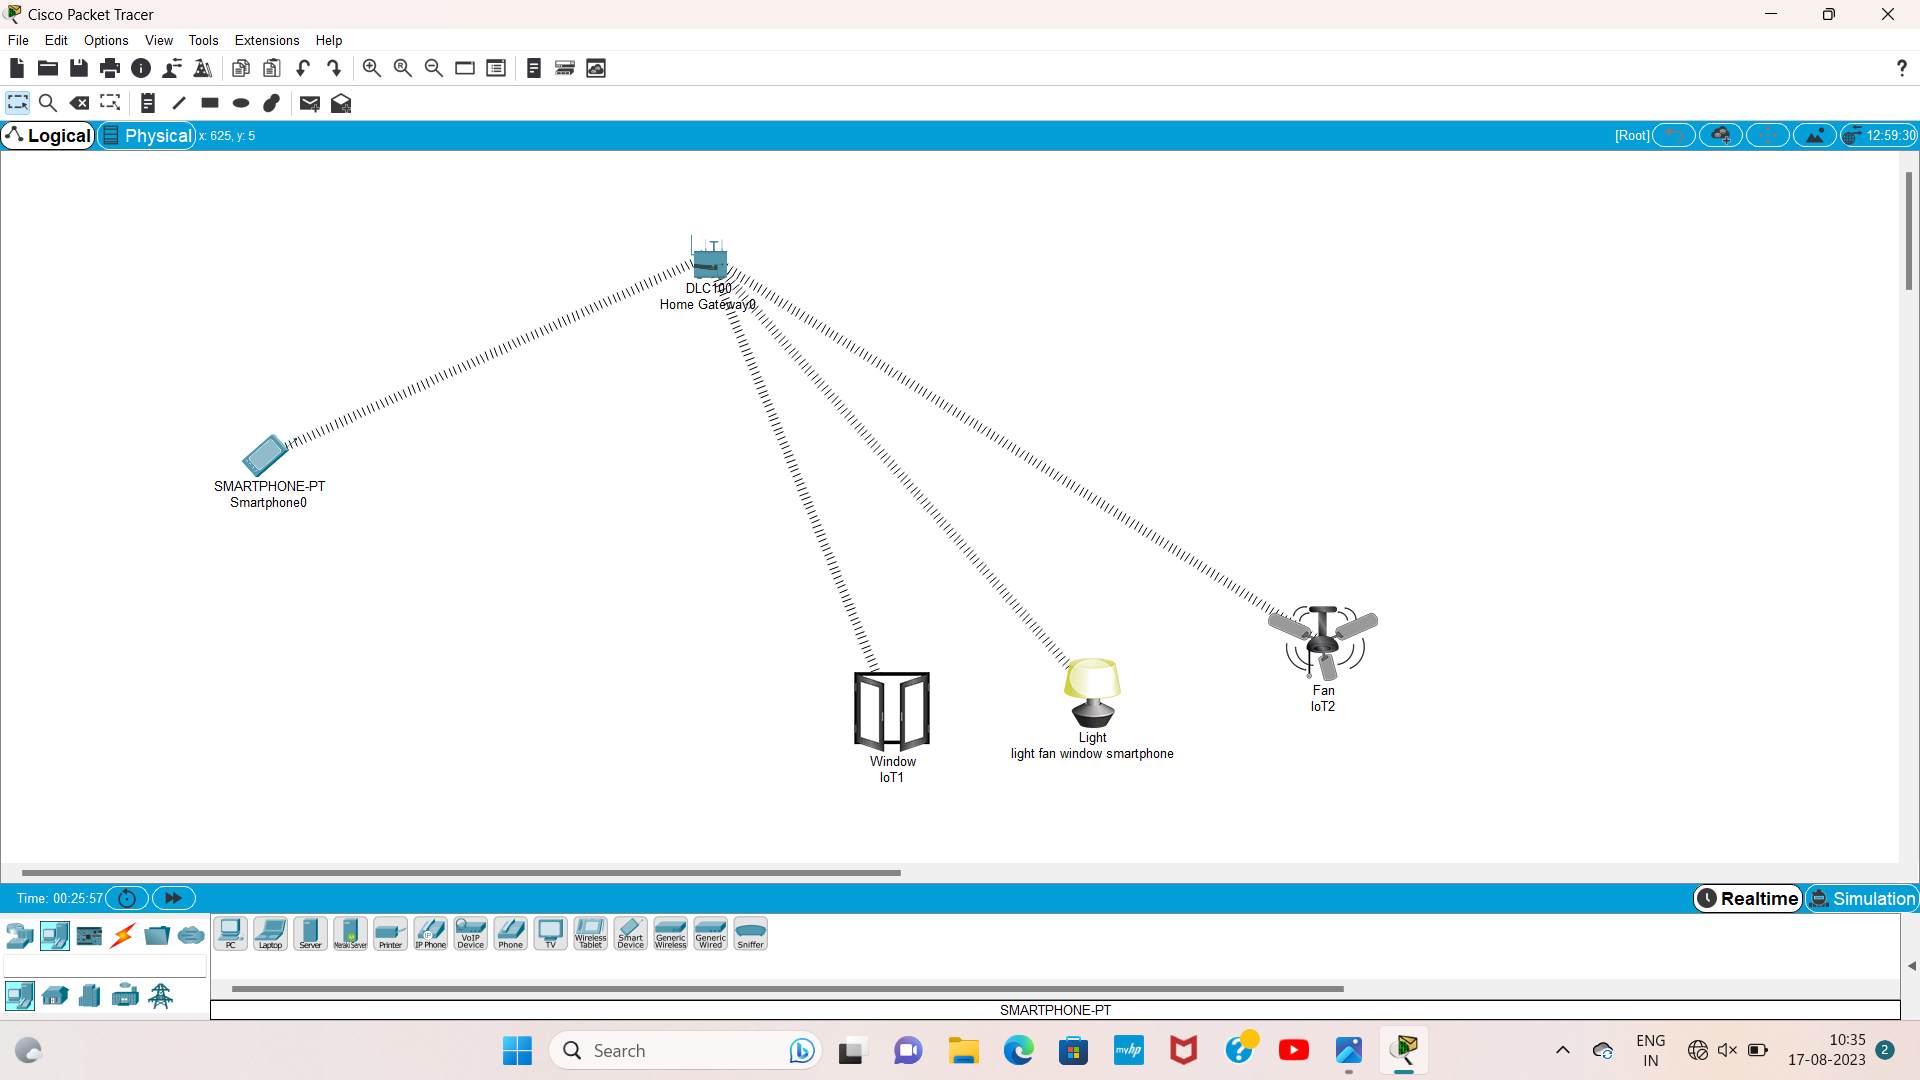 Cisco Packet Tracer
File Edit Options View Tools Extensions Help
?
Logical Physical x: 625, y: 5 [Root] 12:59:30
DLC100
Home Gateway0
SMARTPHONE-PT
Smartphone0
Fan
IoT2
Light
light fan window smartphone
Window
IoT1
Time: 00:25:57 Realtime Simulation
PC Laptop Server Meraki Server Printer IP Phone VoIP Device Phone TV Wireless Tablet Smart Device Generic Wireless Generic Wired Sniffer
SMARTPHONE-PT
Search
myhp
ENG
IN
10:35
17-08-2023
2